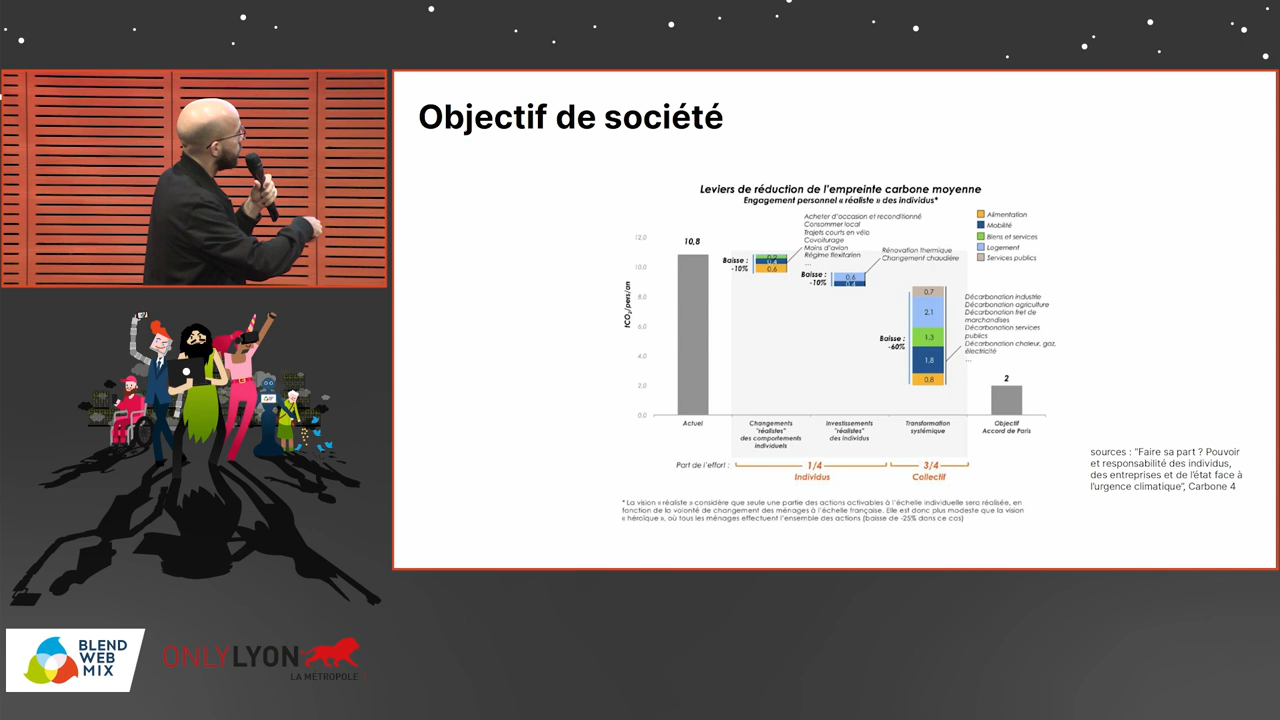 Objectif de société
Leviers de réduction de l'empreinte carbone moyenne
Engagement personnel « réaliste » des individus*
Acheter d'occasion et reconditionné
Consommer local
Trajets courts en vélo
Covoiturage
Moins d'avion
Régime flexitarien
...
Alimentation
Mobilité
Biens et services
Logement
Services publics
tCO₂/pers/an
12,0
10,0
8,0
6,0
4,0
2,0
0,0
10,8
Baisse :
-10%
0.2
0.4
0.6
Rénovation thermique
Changement chaudière
Baisse :
-10%
0.6
0.4
Baisse :
-60%
0.7
2.1
1.3
1.8
0.8
Décarbonation industrie
Décarbonation agriculture
Décarbonation fret de
marchandises
Décarbonation services
publics
Décarbonation chaleur, gaz,
électricité
...
2
Actuel
Changements
"réalistes"
des comportements
individuels
Investissements
"réalistes"
des individus
Transformation
systémique
Objectif
Accord de Paris
Part de l'effort :
1/4
Individus
3/4
Collectif
* La vision « réaliste » considère que seule une partie des actions activables à l'échelle individuelle sera réalisée, en
fonction de la volonté de changement des ménages à l'échelle française. Elle est donc plus modeste que la vision
« héroïque », où tous les ménages effectuent l'ensemble des actions (baisse de -25% dans ce cas)
sources : "Faire sa part ? Pouvoir
et responsabilité des individus,
des entreprises et de l'état face à
l'urgence climatique", Carbone 4
BLEND
WEB
MIX
ONLYLYON
LA MÉTROPOLE